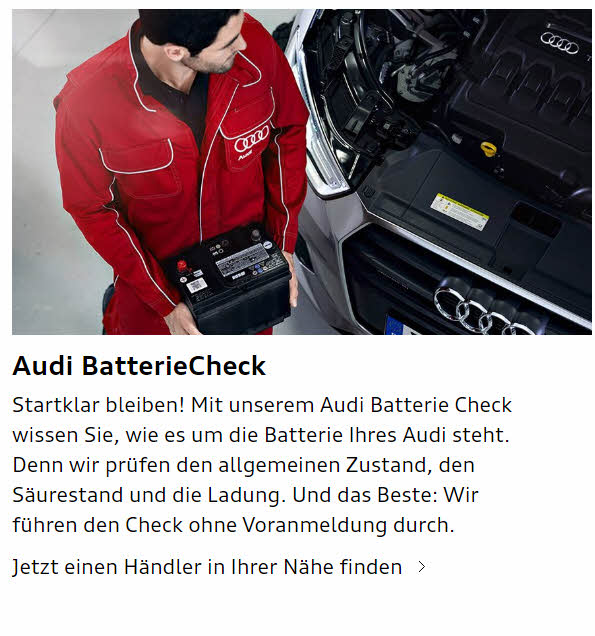 Audi
Audi BatterieCheck
Startklar bleiben! Mit unserem Audi Batterie Check
wissen Sie, wie es um die Batterie Ihres Audi steht.
Denn wir prüfen den allgemeinen Zustand, den
Säurestand und die Ladung. Und das Beste: Wir
führen den Check ohne Voranmeldung durch.
Jetzt einen Händler in Ihrer Nähe finden